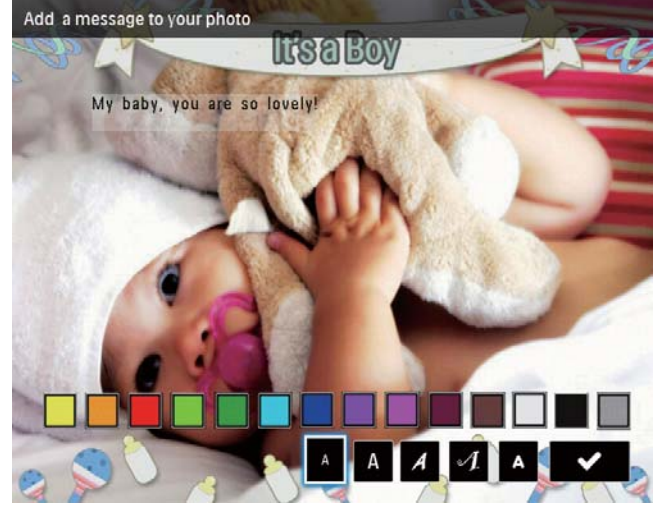 Add a message to your photo
It's a Boy
My baby, you are so lovely!
A A A A A